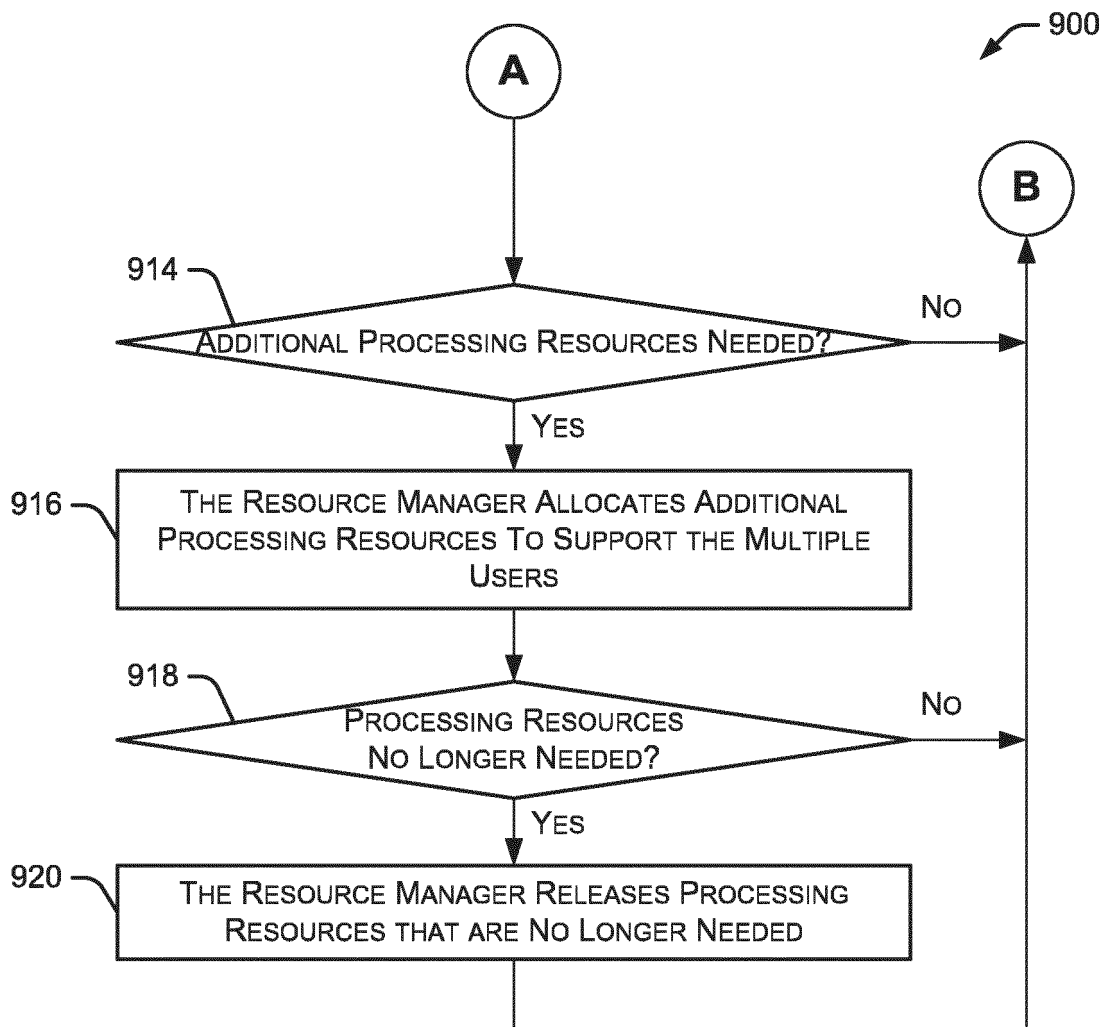 900
A
B
914
ADDITIONAL PROCESSING RESOURCES NEEDED?
NO
YES
916
THE RESOURCE MANAGER ALLOCATES ADDITIONAL
PROCESSING RESOURCES TO SUPPORT THE MULTIPLE
USERS
918
PROCESSING RESOURCES
NO LONGER NEEDED?
NO
YES
920
THE RESOURCE MANAGER RELEASES PROCESSING
RESOURCES THAT ARE NO LONGER NEEDED